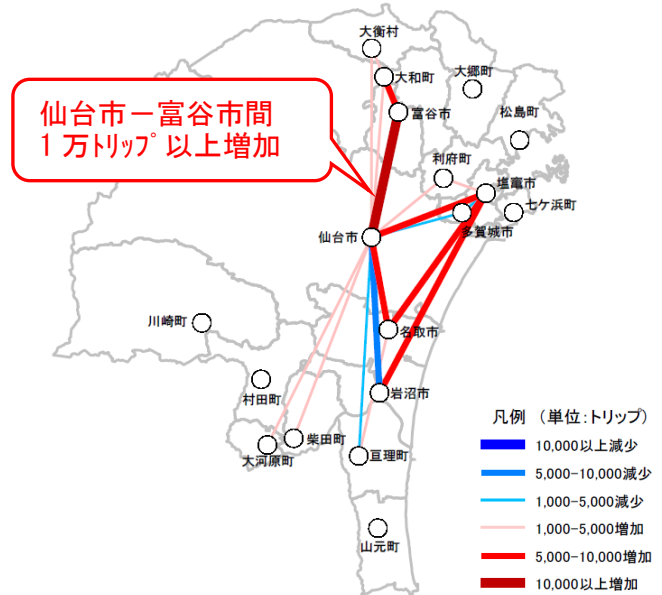 大衡村
大和町
大郷町
富谷市
松島町
仙台市－富谷市間
１万ﾄﾘｯﾌﾟ以上増加
利府町
塩竈市
七ケ浜町
多賀城市
仙台市
川崎町
名取市
村田町
岩沼市
柴田町
大河原町
亘理町
山元町
凡例 （単位:トリップ）
10,000以上減少
5,000-10,000減少
1,000-5,000減少
1,000-5,000増加
5,000-10,000増加
10,000以上増加